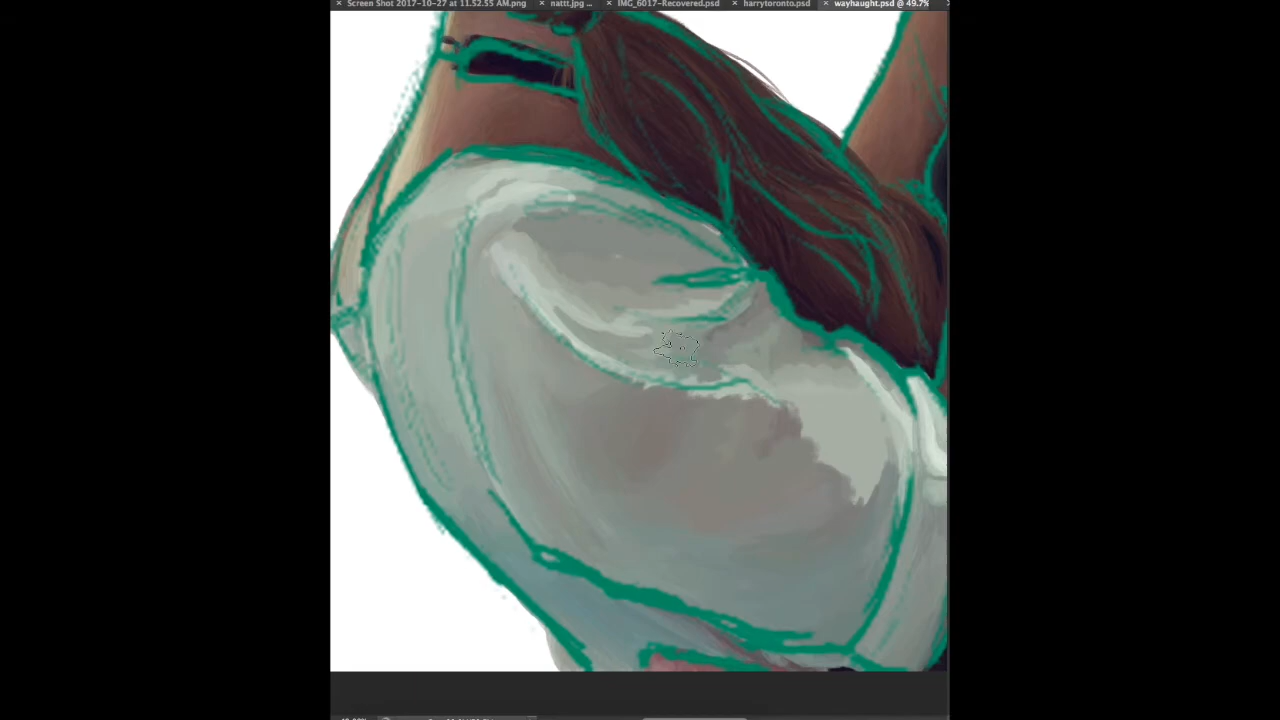 Screen Shot 2017-10-27 at 11.52.55 AM.png nattt.jpg ... IMG_6017-Recovered.psd harrytoronto.psd wayhaught.psd @ 49.7%